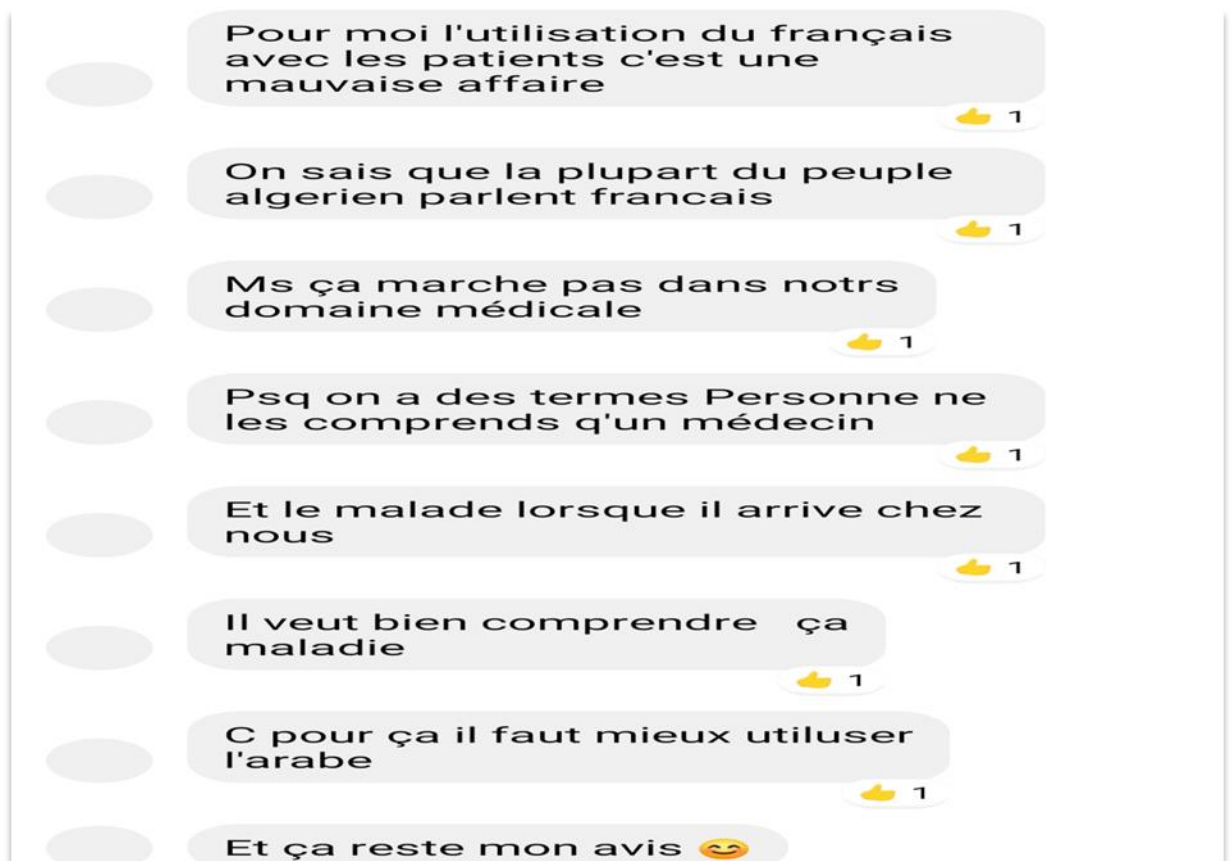 Pour moi l'utilisation du français
avec les patients c'est une
mauvaise affaire
👍 1
On sais que la plupart du peuple
algerien parlent francais
👍 1
Ms ça marche pas dans notrs
domaine médicale
👍 1
Psq on a des termes Personne ne
les comprends q'un médecin
👍 1
Et le malade lorsque il arrive chez
nous
👍 1
Il veut bien comprendre ça
maladie
👍 1
C pour ça il faut mieux utiluser
l'arabe
👍 1
Et ça reste mon avis 😊